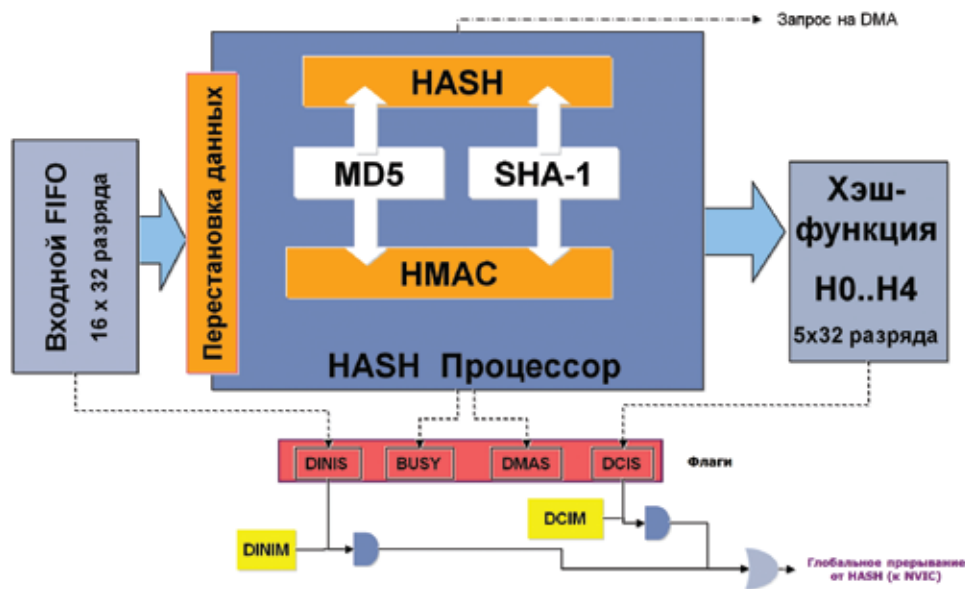 Запрос на DMA
HASH
MD5
SHA-1
HMAC
HASH Процессор
Перестановка данных
Входной FIFO
16 x 32 разряда
Хэш-
функция
H0..H4
5x32 разряда
DINIS
BUSY
DMAS
DCIS
Флаги
DCIM
DINIM
Глобальное прерывание
от HASH (к NVIC)